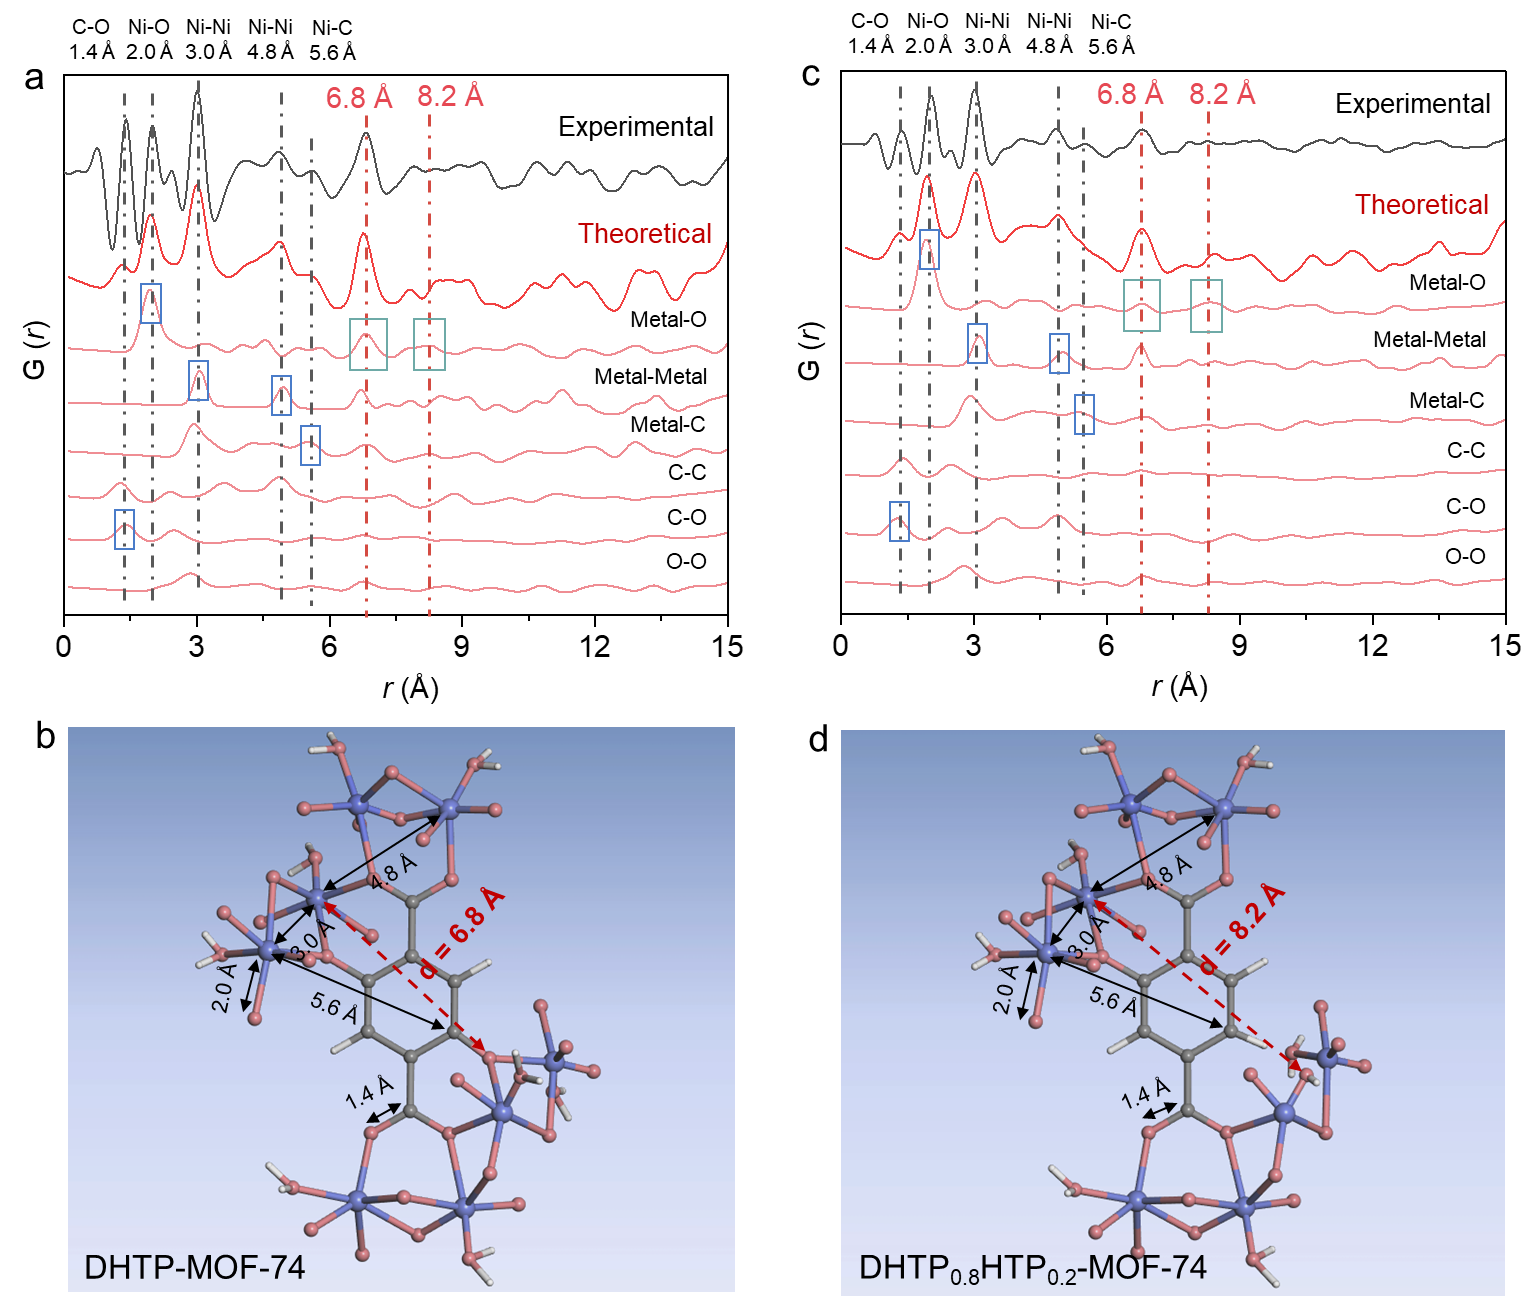 C-O Ni-O Ni-Ni Ni-Ni Ni-C
1.4 Å 2.0 Å 3.0 Å 4.8 Å 5.6 Å
a
6.8 Å 8.2 Å
Experimental
Theoretical
Metal-O
Metal-Metal
Metal-C
C-C
C-O
O-O
G (r)
0 3 6 9 12 15
r (Å)
C-O Ni-O Ni-Ni Ni-Ni Ni-C
1.4 Å 2.0 Å 3.0 Å 4.8 Å 5.6 Å
c
6.8 Å 8.2 Å
Experimental
Theoretical
Metal-O
Metal-Metal
Metal-C
C-C
C-O
O-O
G (r)
0 3 6 9 12 15
r (Å)
b
4.8 Å
3.0 Å
d = 6.8 Å
2.0 Å
5.6 Å
1.4 Å
DHTP-MOF-74
d
4.8 Å
3.0 Å
d = 8.2 Å
2.0 Å
5.6 Å
1.4 Å
DHTP0.8HTP0.2-MOF-74